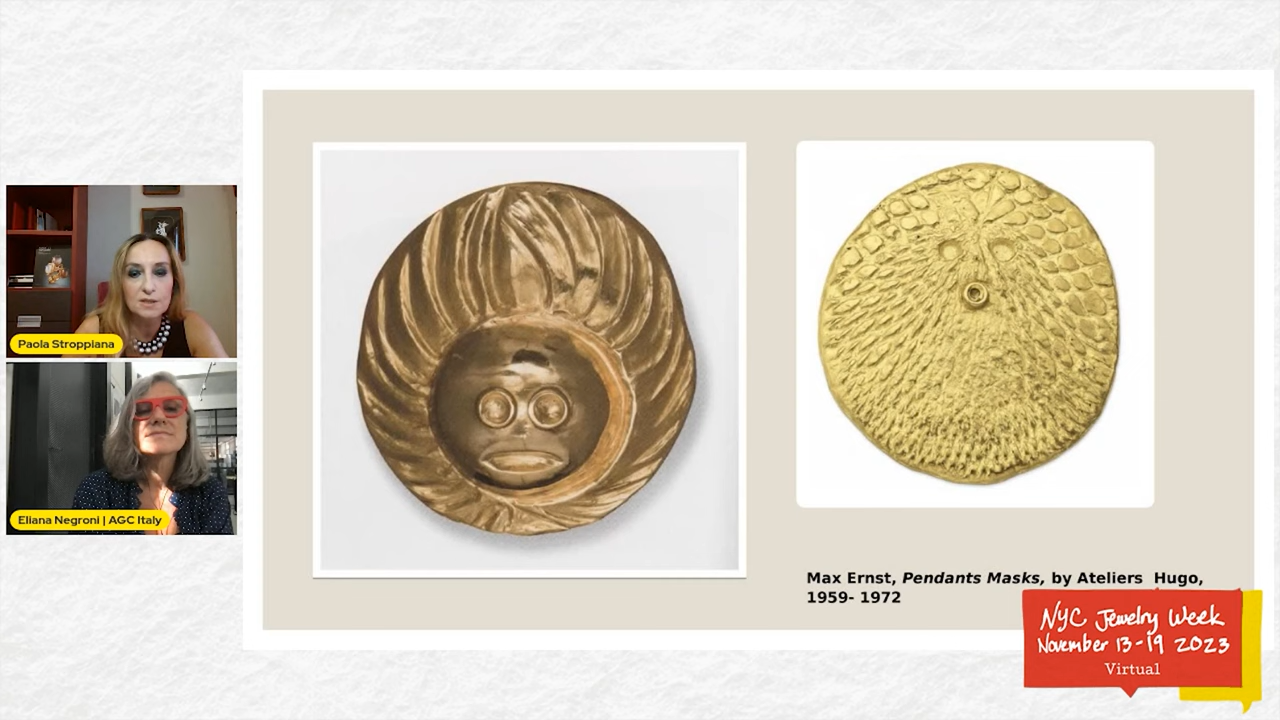 Paola Stroppiana
Eliana Negroni | AGC Italy
Max Ernst, Pendants Masks, by Ateliers Hugo,
1959- 1972
NYC Jewelry Week
November 13-19 2023
Virtual